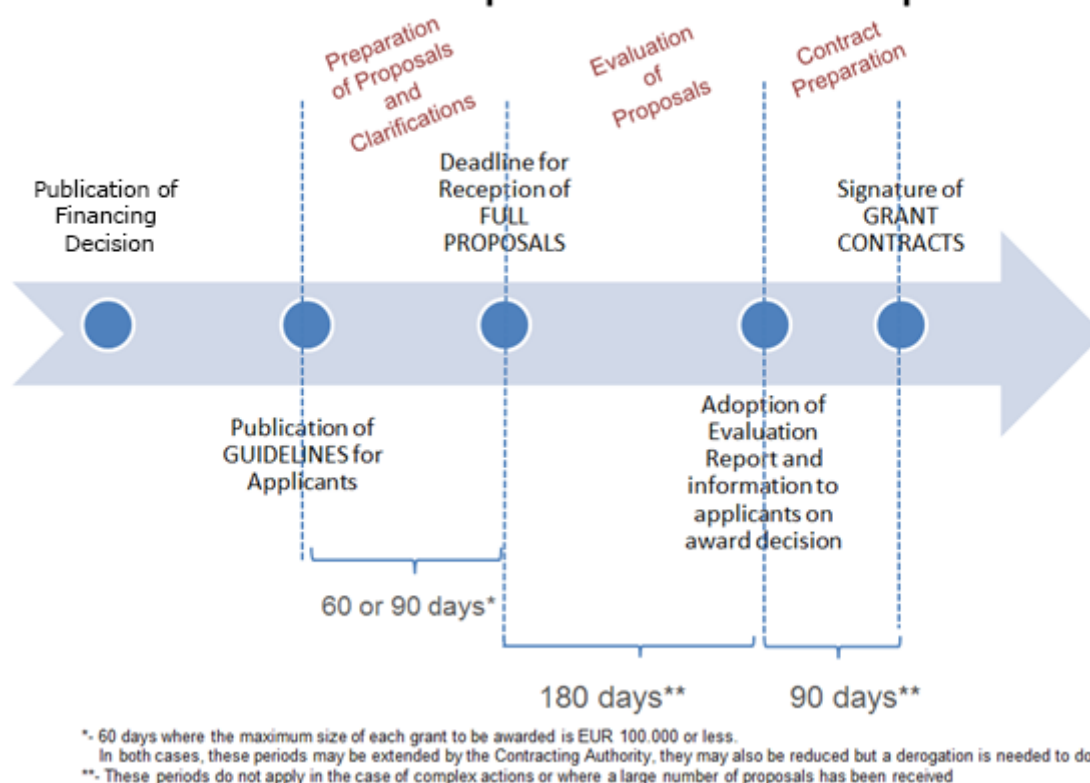 Preparation
of Proposals
and
Clarifications
Evaluation
of
Proposals
Contract
Preparation
Publication of
Financing
Decision
Deadline for
Reception of
FULL
PROPOSALS
Signature of
GRANT
CONTRACTS
Publication of
GUIDELINES for
Applicants
Adoption of
Evaluation
Report and
information to
applicants on
award decision
60 or 90 days*
180 days**
90 days**
*- 60 days where the maximum size of each grant to be awarded is EUR 100.000 or less.
In both cases, these periods may be extended by the Contracting Authority, they may also be reduced but a derogation is needed to
**- These periods do not apply in the case of complex actions or where a large number of proposals has been received